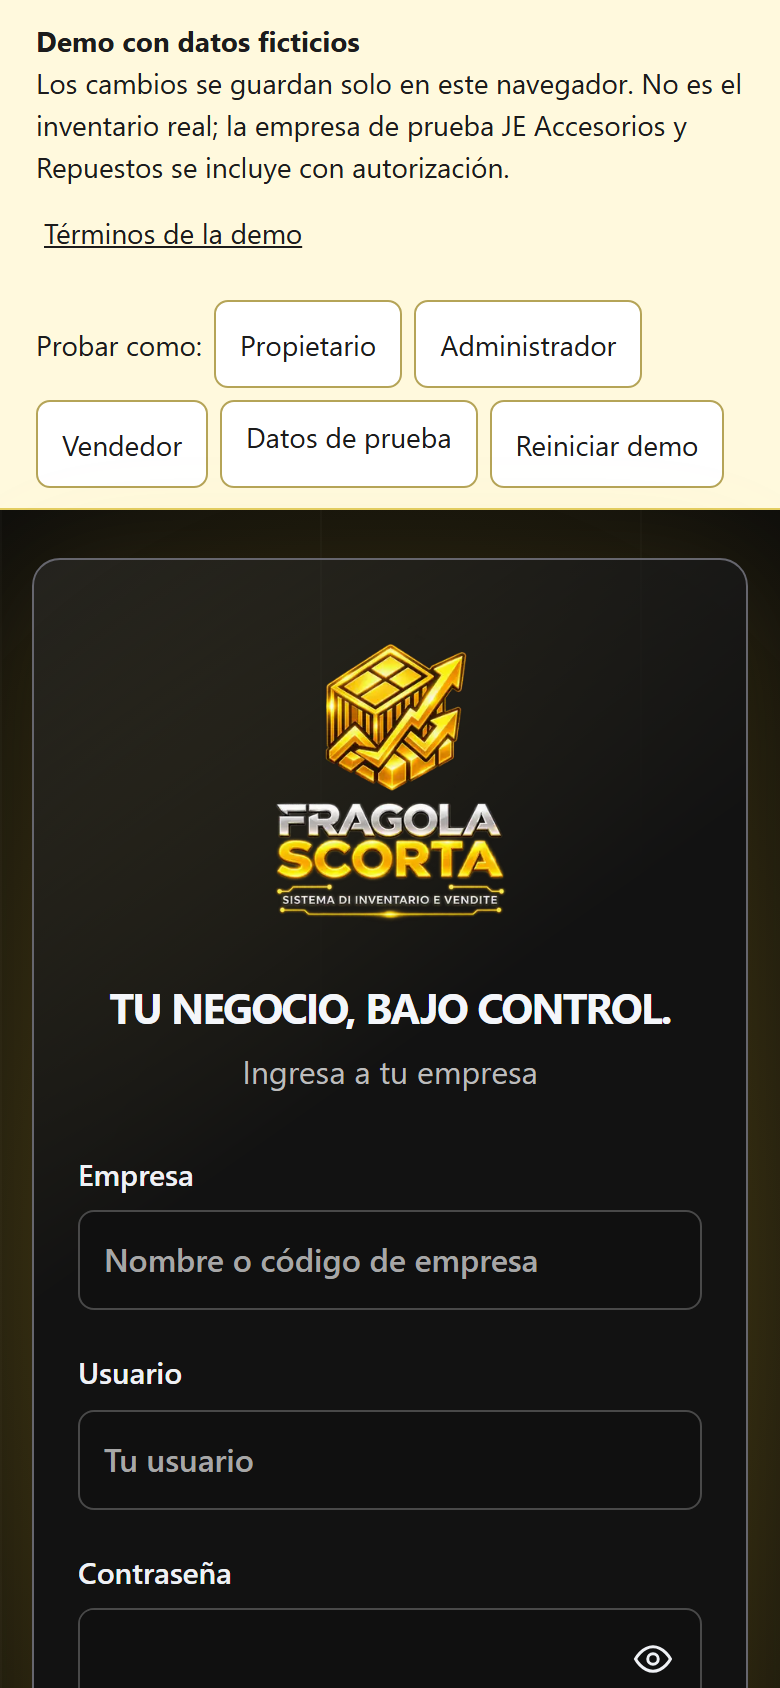 Demo con datos ficticios
Los cambios se guardan solo en este navegador. No es el
inventario real; la empresa de prueba JE Accesorios y
Repuestos se incluye con autorización.
Términos de la demo
Probar como: Propietario Administrador
Vendedor Datos de prueba Reiniciar demo
FRAGOLA
SCORTA
SISTEMA DI INVENTARIO E VENDITE
TU NEGOCIO, BAJO CONTROL.
Ingresa a tu empresa
Empresa
Nombre o código de empresa
Usuario
Tu usuario
Contraseña